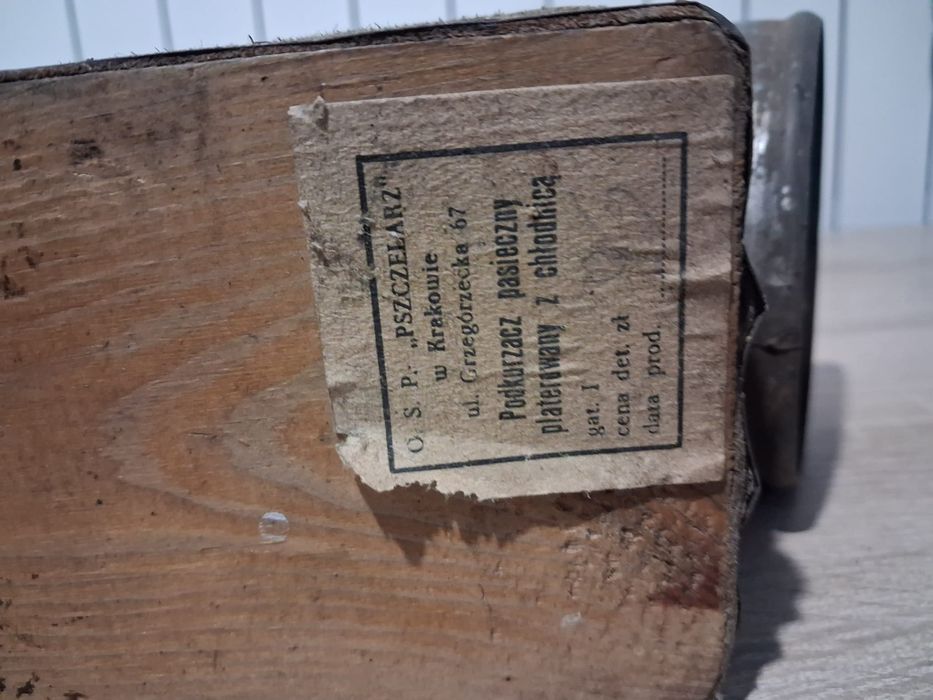 O. S. P. „PSZCZELARZ"
w Krakowie
ul. Grzegórzecka 67
Podkurzacz pasieczny
platerowany z chłodnicą
gat. I
cena det. zł
data prod. ..........